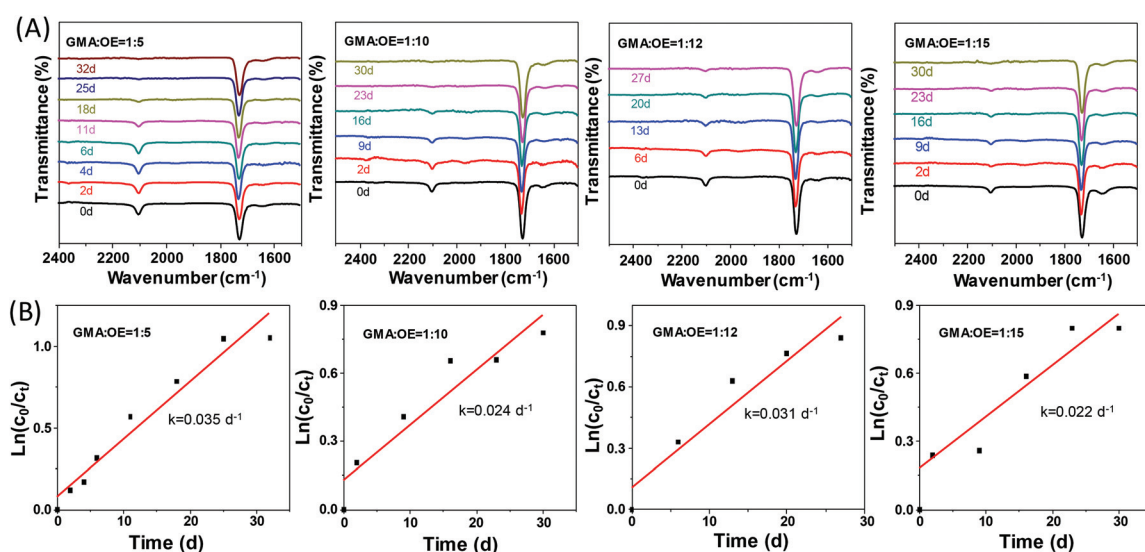 (A)
Transmittance (%)
GMA:OE=1:5
32d
25d
18d
11d
6d
4d
2d
0d
2400 2200 2000 1800 1600
Wavenumber (cm⁻¹)
Transmittance (%)
GMA:OE=1:10
30d
23d
16d
9d
2d
0d
2400 2200 2000 1800 1600
Wavenumber (cm⁻¹)
Transmittance (%)
GMA:OE=1:12
27d
20d
13d
6d
0d
2400 2200 2000 1800 1600
Wavenumber (cm⁻¹)
Transmittance (%)
GMA:OE=1:15
30d
23d
16d
9d
2d
0d
2400 2200 2000 1800 1600
Wavenumber (cm⁻¹)
(B)
Ln(c₀/cₜ)
GMA:OE=1:5
1.0
0.5
0.0
k=0.035 d⁻¹
0 10 20 30
Time (d)
Ln(c₀/cₜ)
0.9
GMA:OE=1:10
0.6
0.3
0.0
k=0.024 d⁻¹
0 10 20 30
Time (d)
Ln(c₀/cₜ)
0.9
GMA:OE=1:12
0.6
0.3
0.0
k=0.031 d⁻¹
0 10 20 30
Time (d)
Ln(c₀/cₜ)
0.9
GMA:OE=1:15
0.6
0.3
0.0
k=0.022 d⁻¹
0 10 20 30
Time (d)